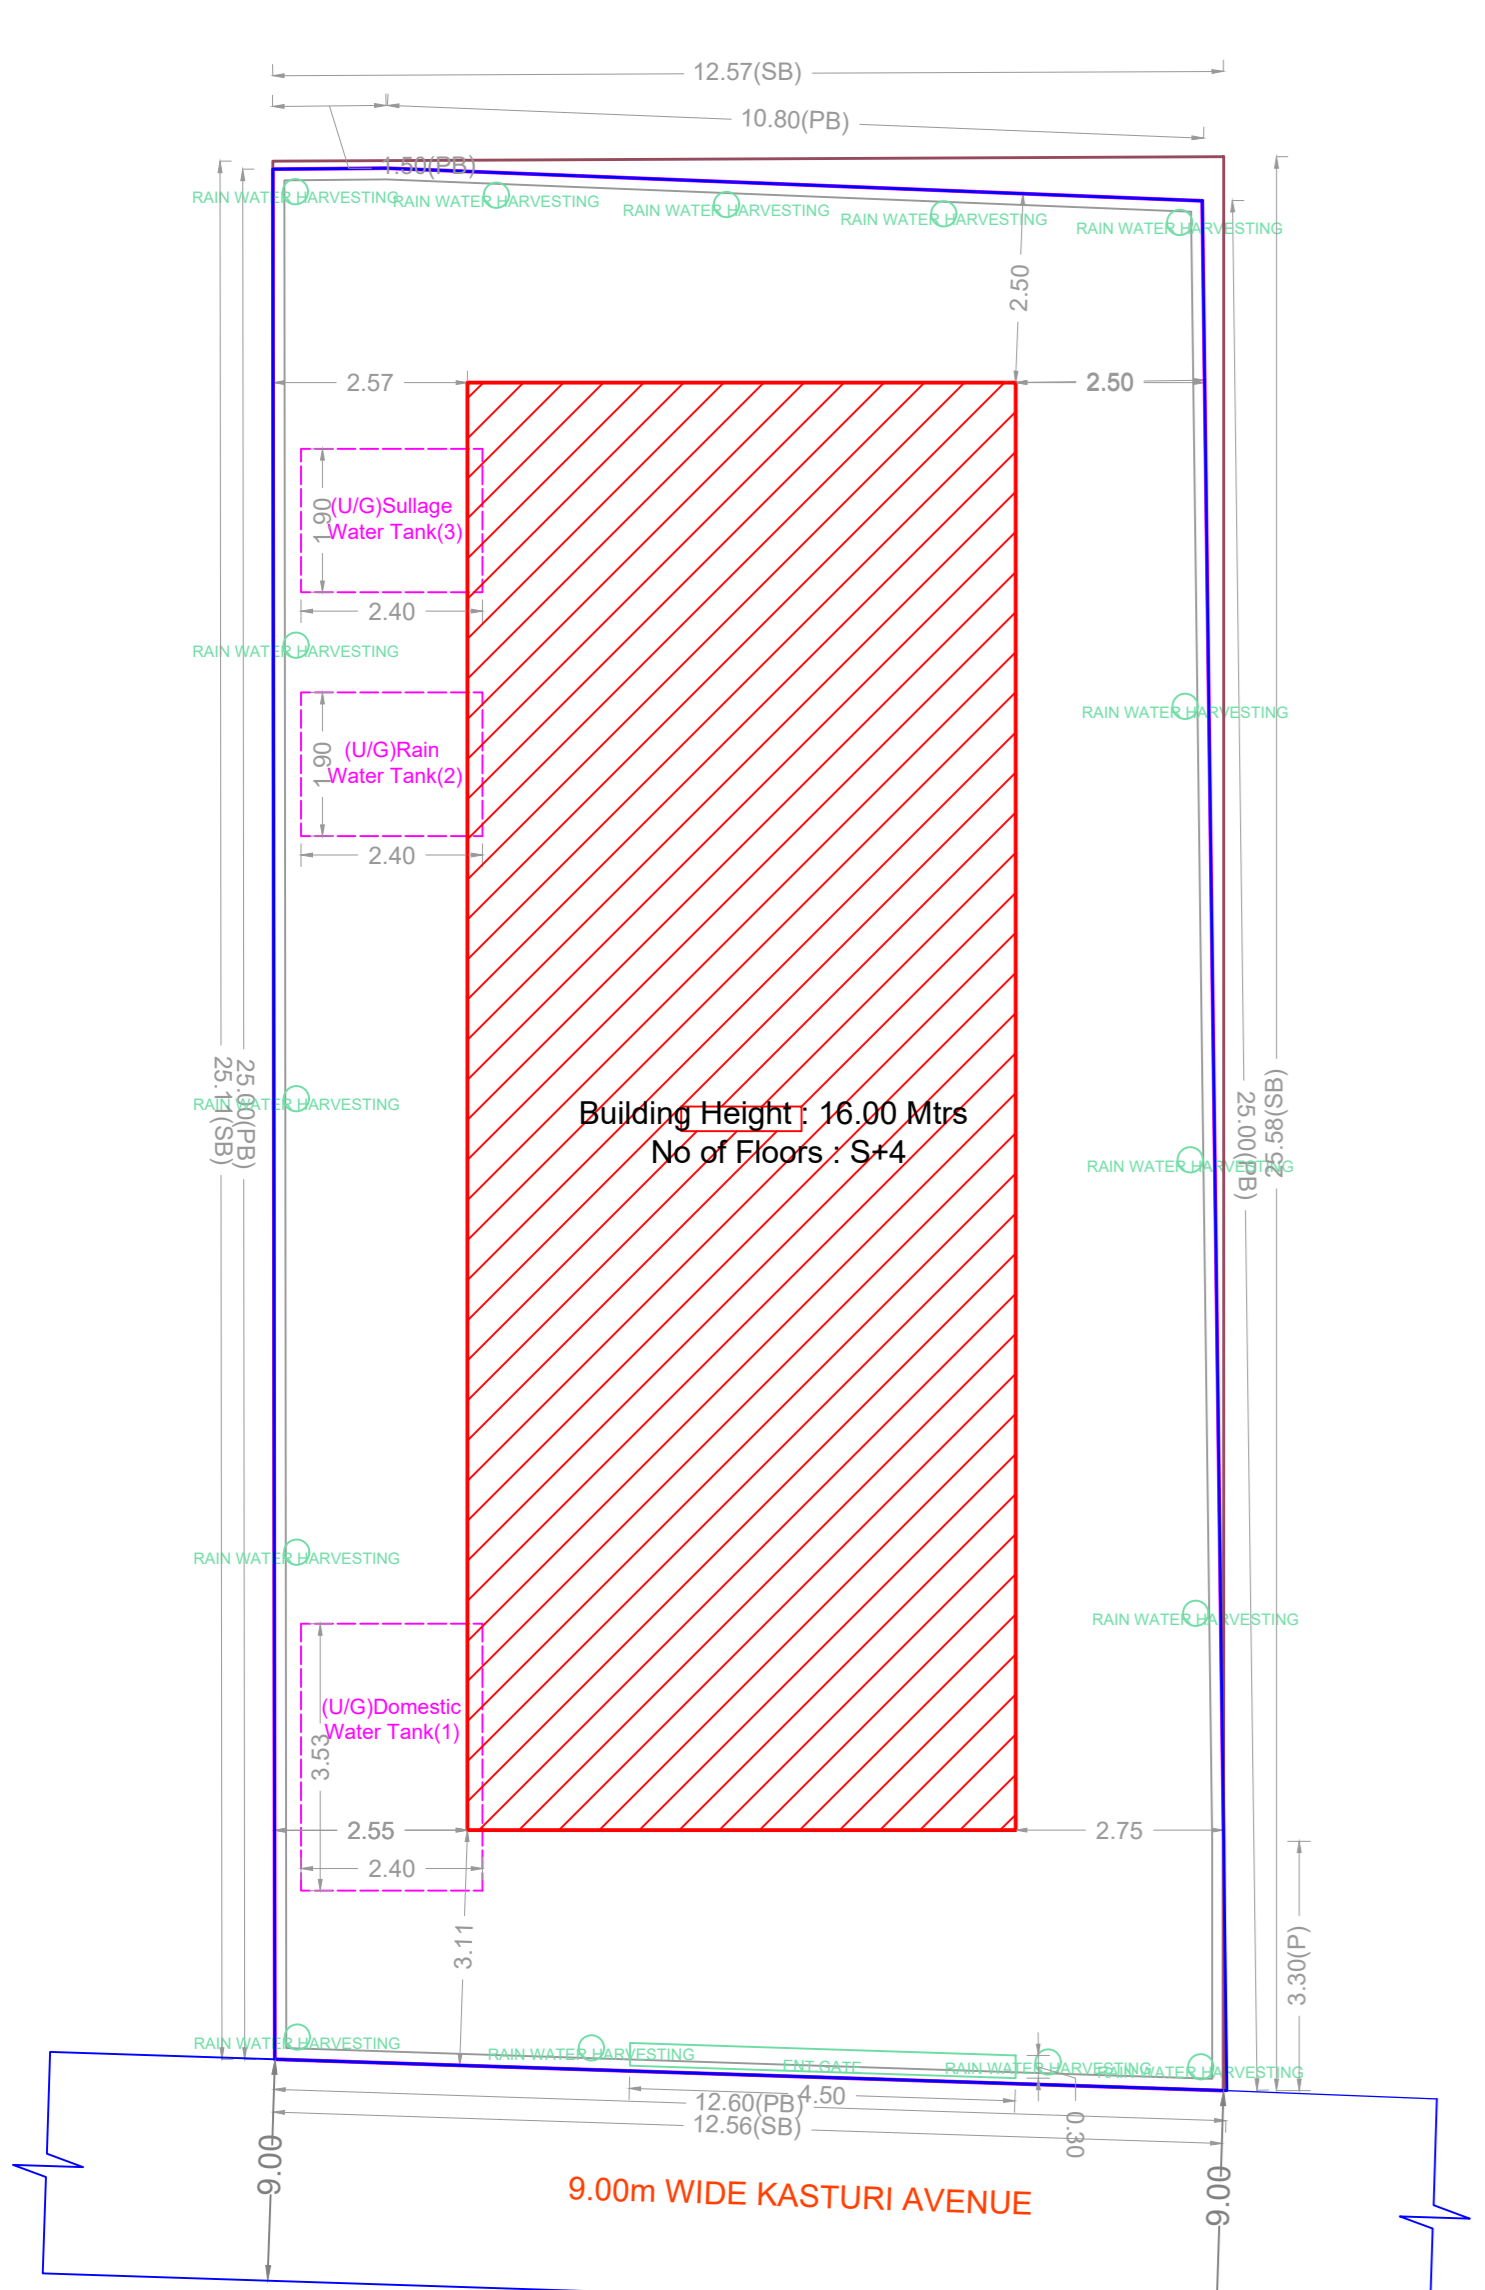 12.57(SB)
10.80(PB)
1.50(PB)
RAIN WATER HARVESTING
RAIN WATER HARVESTING
RAIN WATER HARVESTING
RAIN WATER HARVESTING
RAIN WATER HARVESTING
2.50
2.57
2.50
(U/G)Sullage
Water Tank(3)
1.90
2.40
RAIN WATER HARVESTING
RAIN WATER HARVESTING
(U/G)Rain
Water Tank(2)
1.90
2.40
25.11(SB)
25.00(PB)
RAIN WATER HARVESTING
Building Height : 16.00 Mtrs
No of Floors : S+4
25.00(PB)
25.58(SB)
RAIN WATER HARVESTING
RAIN WATER HARVESTING
RAIN WATER HARVESTING
(U/G)Domestic
Water Tank(1)
3.53
2.55
2.75
2.40
3.11
3.30(P)
RAIN WATER HARVESTING
RAIN WATER HARVESTING
ENT GATE
RAIN WATER HARVESTING
RAIN WATER HARVESTING
4.50
12.60(PB)
12.56(SB)
0.30
9.00
9.00
9.00m WIDE KASTURI AVENUE